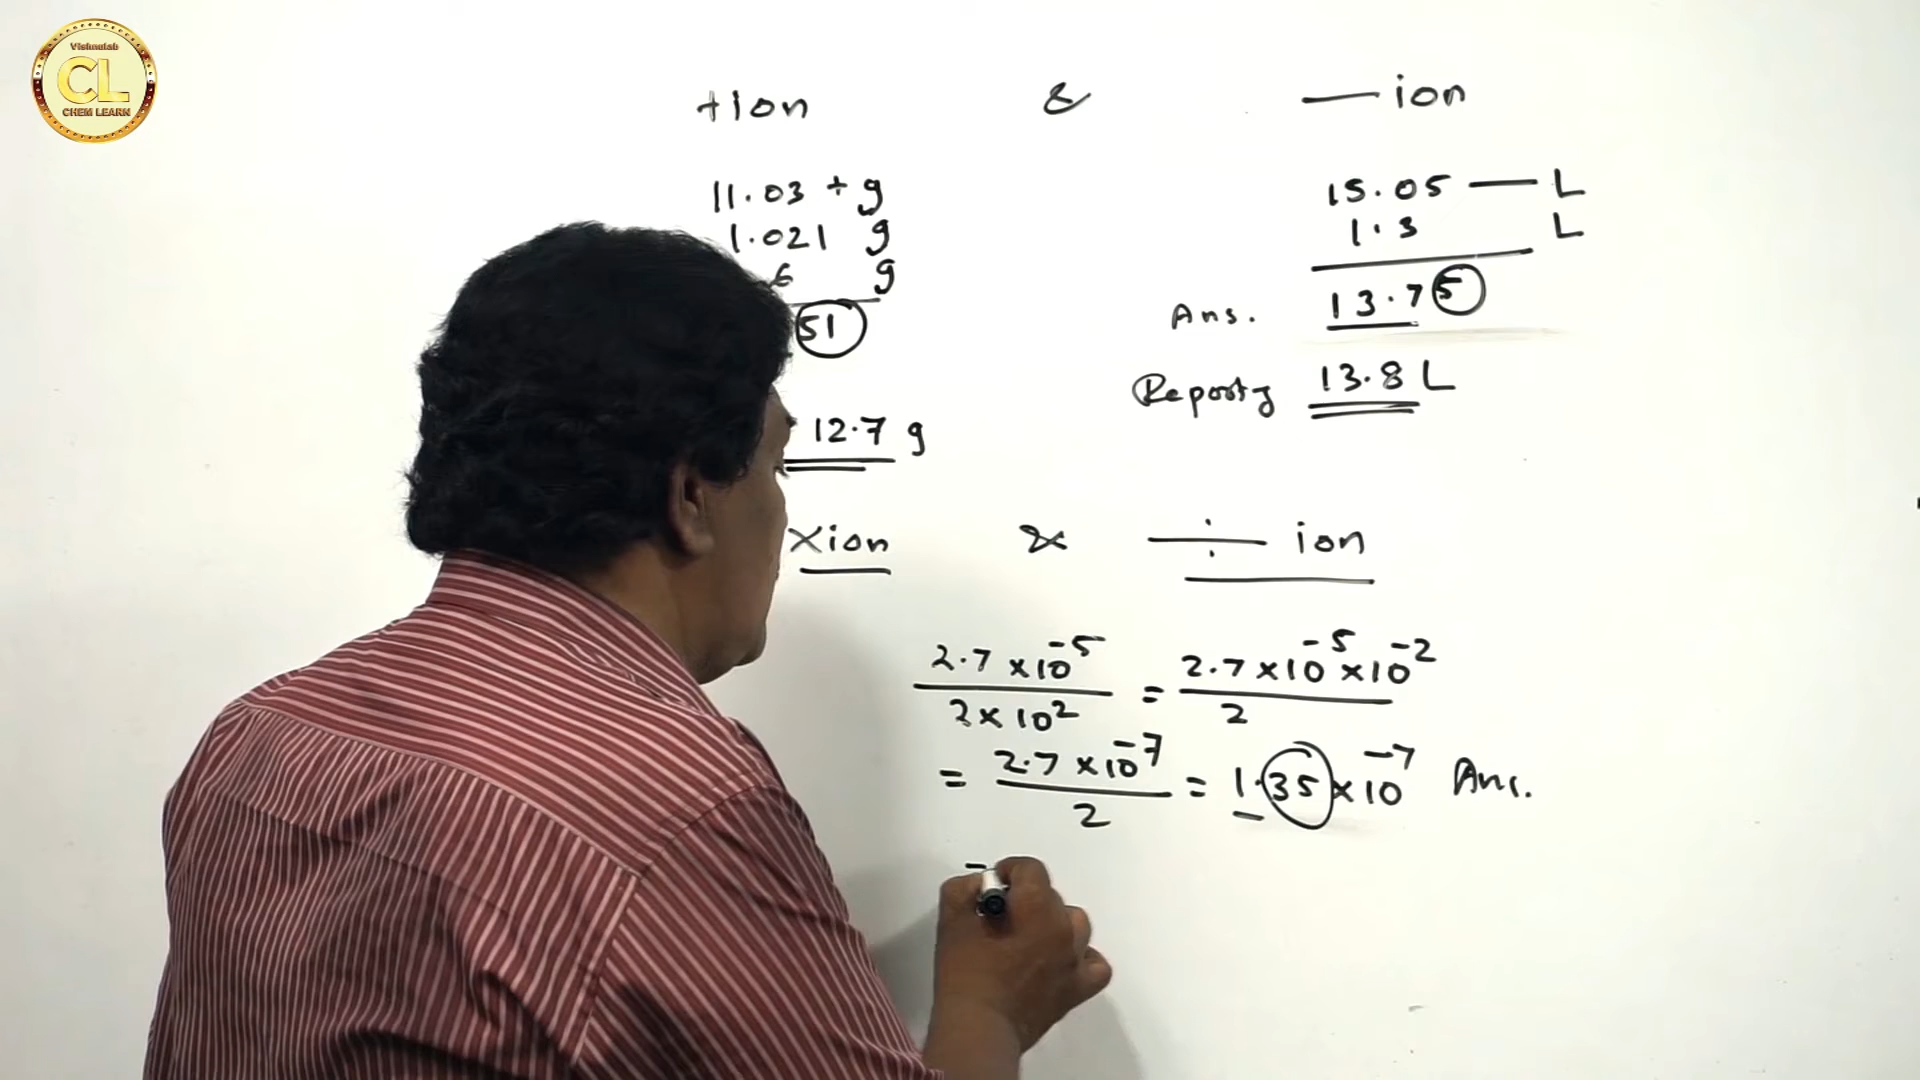 Vishnulab
CL
CHEM LEARN
+ion & — ion
11.03 + g
1.021 g
6 g
51
12.7 g
15.05 — L
1.3 L
Ans. 13.75
Reporty 13.8 L
Xion & ÷ ion
2.7 × 10⁻⁵ / 2 × 10² = 2.7 × 10⁻⁵ × 10⁻² / 2
= 2.7 × 10⁻⁷ / 2 = 1.35 × 10⁻⁷ Ans.